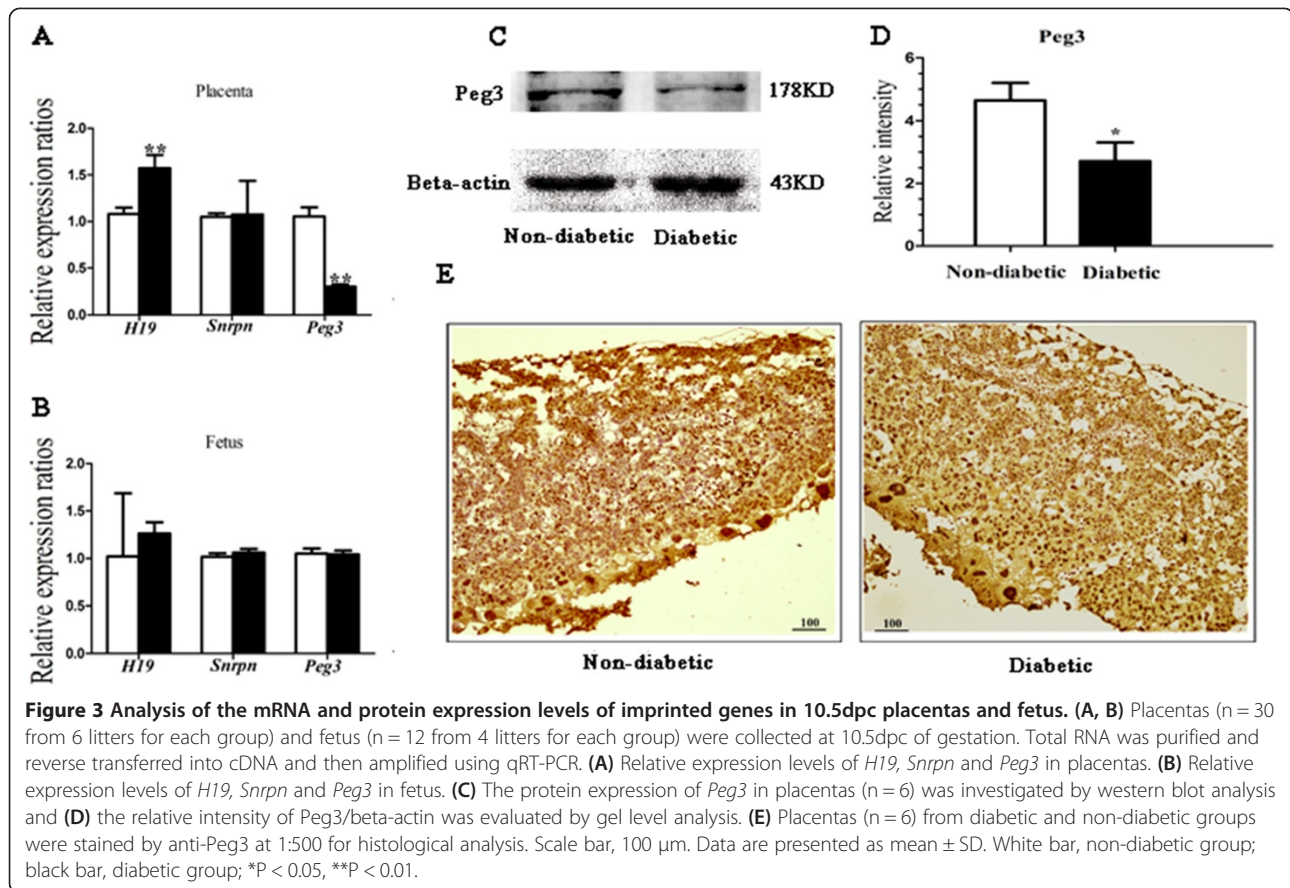 A
Placenta
Relative expression ratios
2.0
1.5
1.0
0.5
0.0
**
**
H19 Snrpn Peg3
B
Fetus
Relative expression ratios
2.0
1.5
1.0
0.5
0.0
H19 Snrpn Peg3
C
Peg3 178KD
Beta-actin 43KD
Non-diabetic Diabetic
D
Peg3
Relative intensity
6
4
2
0
*
Non-diabetic Diabetic
E
100
100
Non-diabetic Diabetic
Figure 3 Analysis of the mRNA and protein expression levels of imprinted genes in 10.5dpc placentas and fetus. (A, B) Placentas (n = 30
from 6 litters for each group) and fetus (n = 12 from 4 litters for each group) were collected at 10.5dpc of gestation. Total RNA was purified and
reverse transferred into cDNA and then amplified using qRT-PCR. (A) Relative expression levels of H19, Snrpn and Peg3 in placentas. (B) Relative
expression levels of H19, Snrpn and Peg3 in fetus. (C) The protein expression of Peg3 in placentas (n = 6) was investigated by western blot analysis
and (D) the relative intensity of Peg3/beta-actin was evaluated by gel level analysis. (E) Placentas (n = 6) from diabetic and non-diabetic groups
were stained by anti-Peg3 at 1:500 for histological analysis. Scale bar, 100 μm. Data are presented as mean ± SD. White bar, non-diabetic group;
black bar, diabetic group; *P < 0.05, **P < 0.01.